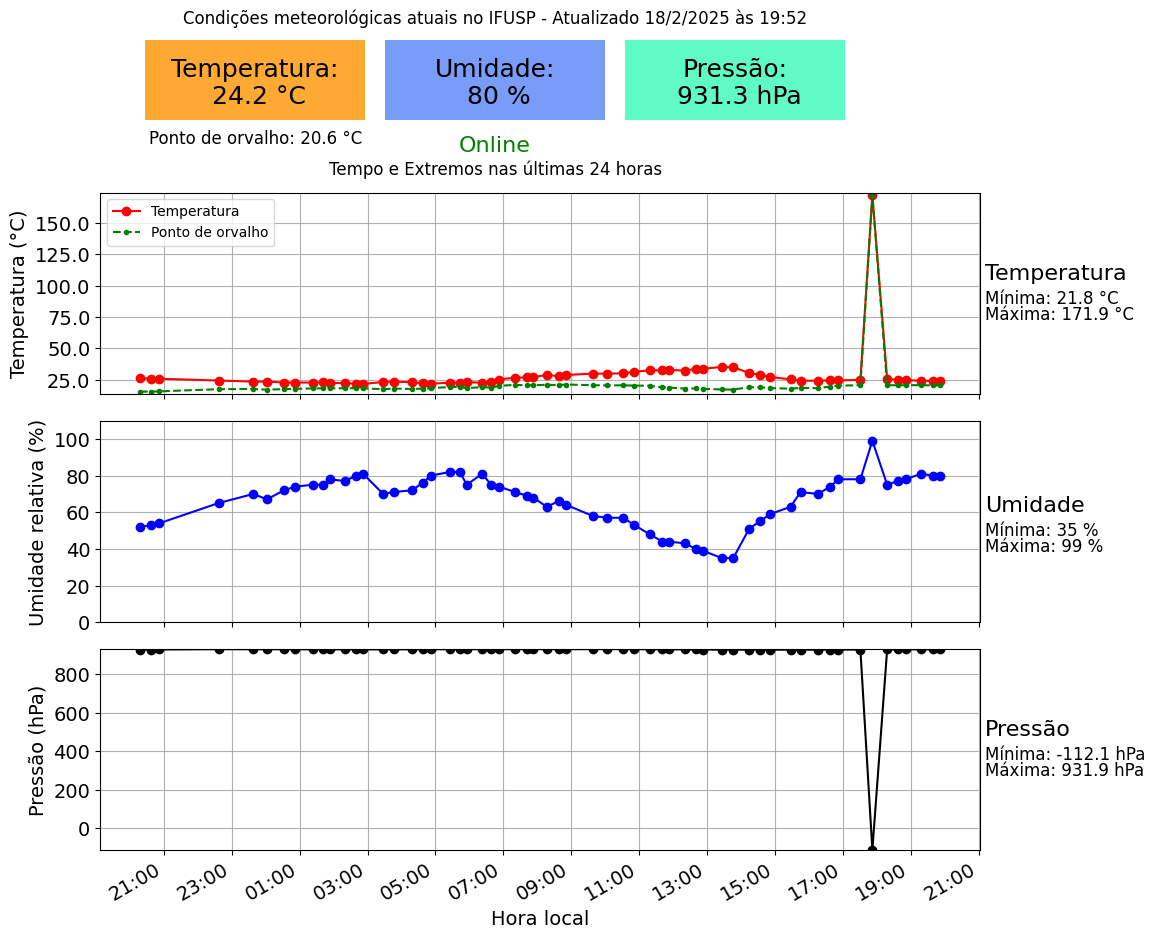 Condições meteorológicas atuais no IFUSP - Atualizado 18/2/2025 às 19:52
Temperatura:
24.2 °C
Umidade:
80 %
Pressão:
931.3 hPa
Ponto de orvalho: 20.6 °C
Online
Tempo e Extremos nas últimas 24 horas
Temperatura (°C)
150.0
125.0
100.0
75.0
50.0
25.0
Temperatura
Ponto de orvalho
Temperatura
Mínima: 21.8 °C
Máxima: 171.9 °C
Umidade relativa (%)
100
80
60
40
20
0
Umidade
Mínima: 35 %
Máxima: 99 %
Pressão (hPa)
800
600
400
200
0
Pressão
Mínima: -112.1 hPa
Máxima: 931.9 hPa
21:00 23:00 01:00 03:00 05:00 07:00 09:00 11:00 13:00 15:00 17:00 19:00 21:00
Hora local